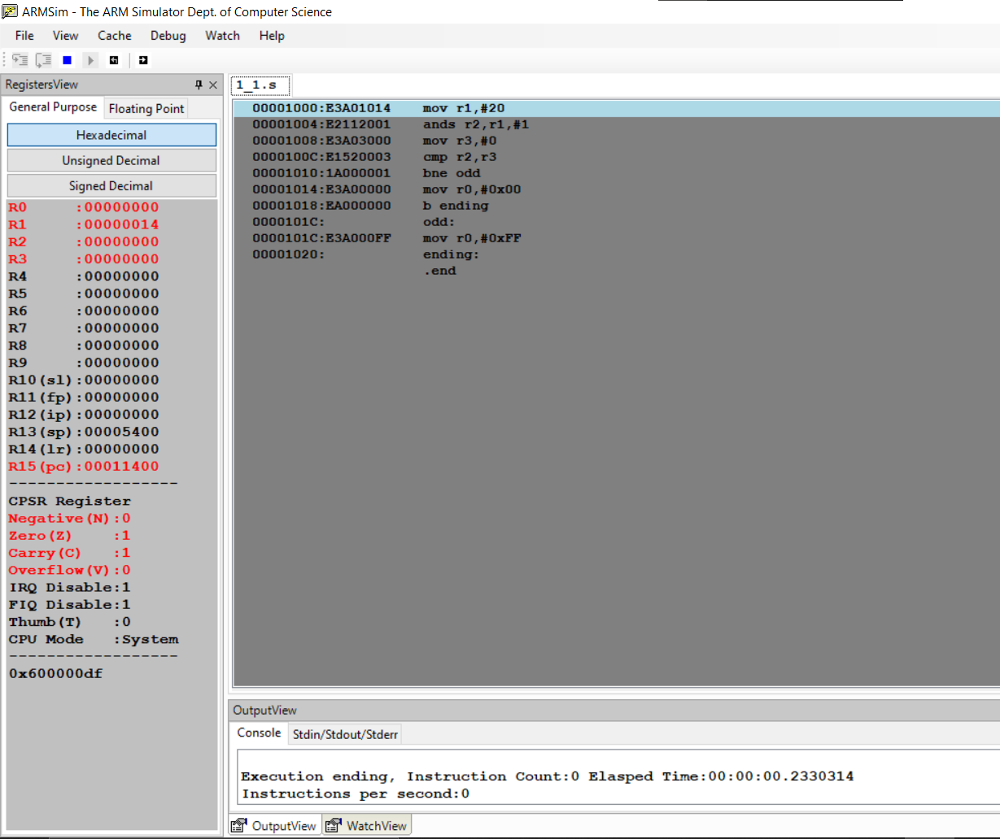 ARMSim - The ARM Simulator Dept. of Computer Science
File View Cache Debug Watch Help
RegistersView
General Purpose Floating Point
Hexadecimal
Unsigned Decimal
Signed Decimal
R0 :00000000
R1 :00000014
R2 :00000000
R3 :00000000
R4 :00000000
R5 :00000000
R6 :00000000
R7 :00000000
R8 :00000000
R9 :00000000
R10(sl):00000000
R11(fp):00000000
R12(ip):00000000
R13(sp):00005400
R14(lr):00000000
R15(pc):00011400
------------------
CPSR Register
Negative(N):0
Zero(Z) :1
Carry(C) :1
Overflow(V):0
IRQ Disable:1
FIQ Disable:1
Thumb(T) :0
CPU Mode :System
------------------
0x600000df
1_1.s
00001000:E3A01014 mov r1,#20
00001004:E2112001 ands r2,r1,#1
00001008:E3A03000 mov r3,#0
0000100C:E1520003 cmp r2,r3
00001010:1A000001 bne odd
00001014:E3A00000 mov r0,#0x00
00001018:EA000000 b ending
0000101C: odd:
0000101C:E3A000FF mov r0,#0xFF
00001020: ending:
.end
OutputView
Console Stdin/Stdout/Stderr
Execution ending, Instruction Count:0 Elasped Time:00:00:00.2330314
Instructions per second:0
OutputView WatchView